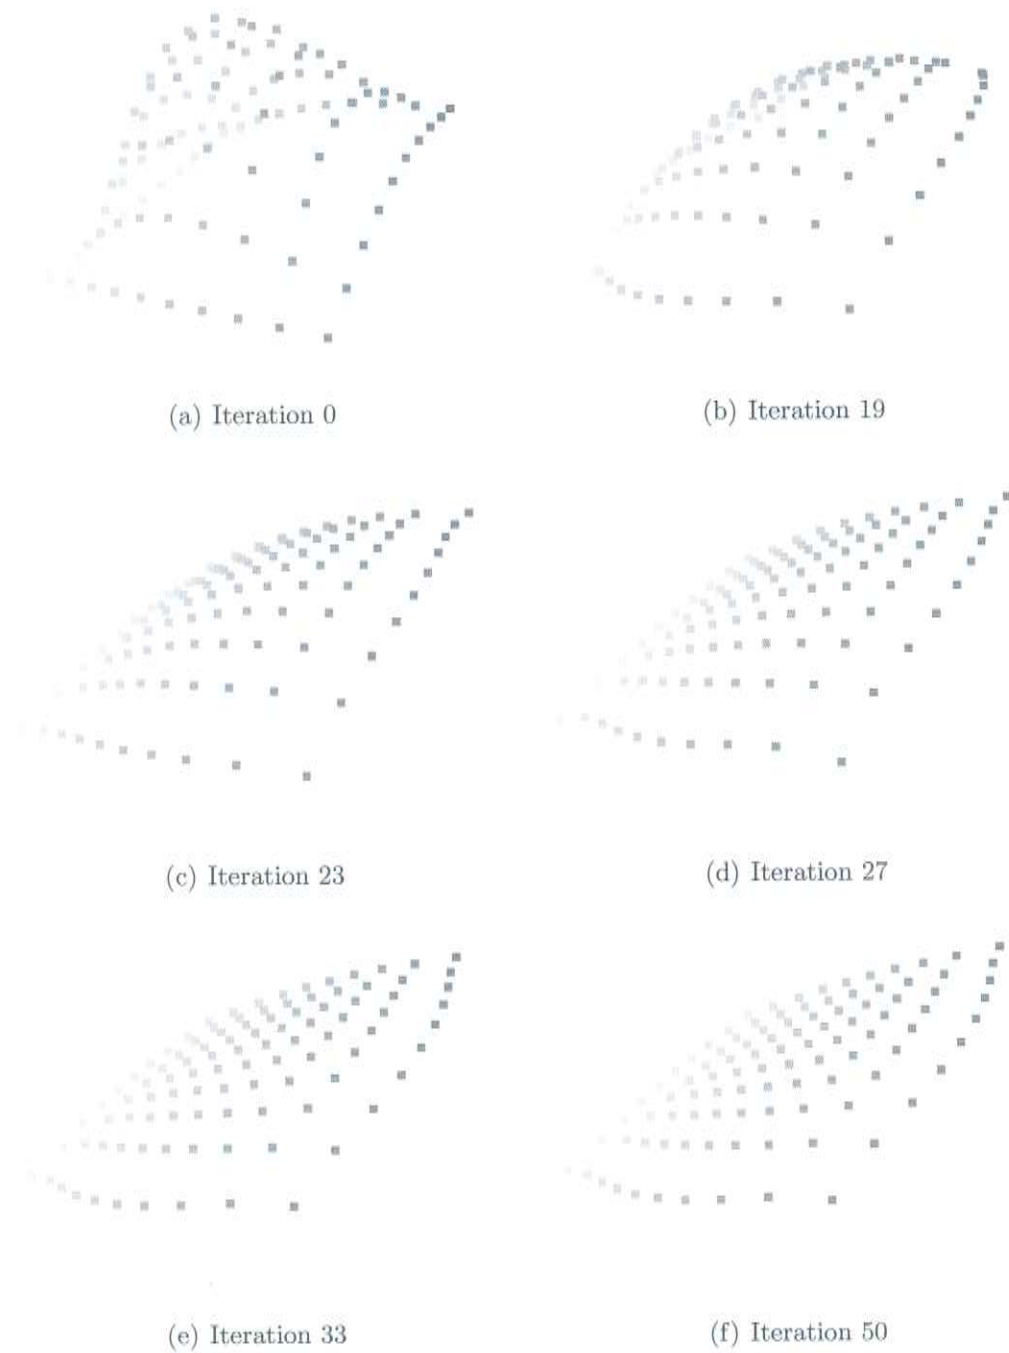 (a) Iteration 0
(b) Iteration 19
(c) Iteration 23
(d) Iteration 27
(e) Iteration 33
(f) Iteration 50